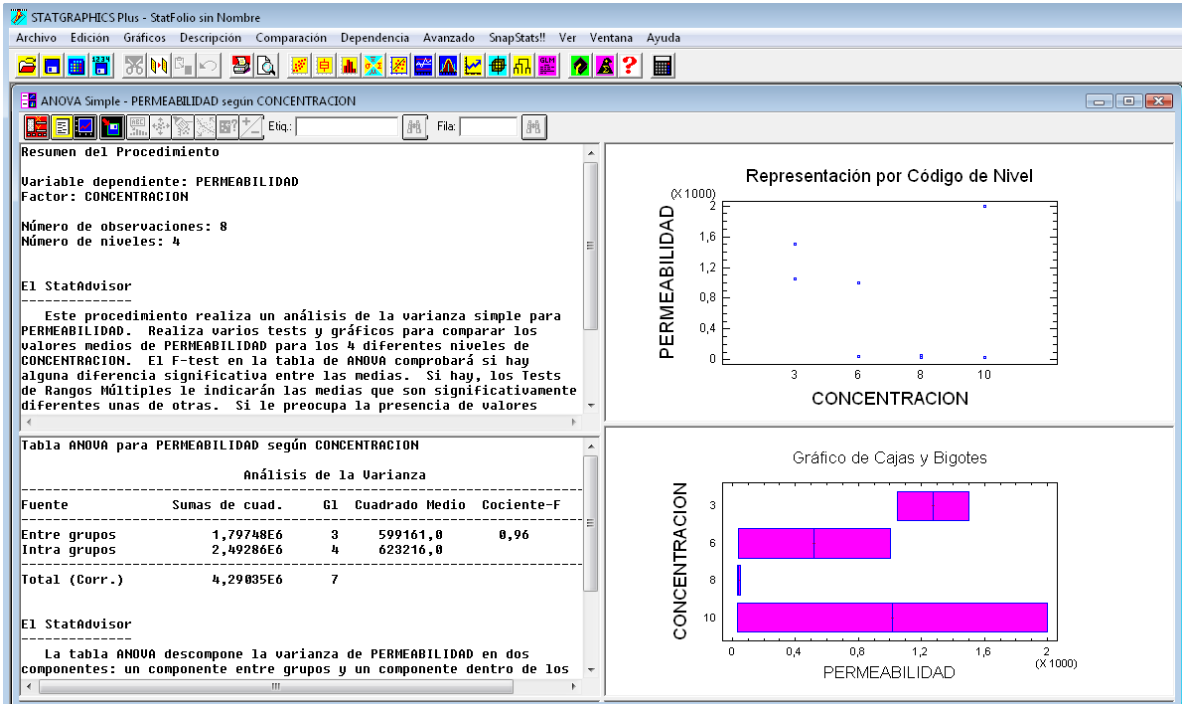 STATGRAPHICS Plus - StatFolio sin Nombre
Archivo Edición Gráficos Descripción Comparación Dependencia Avanzado SnapStats!! Ver Ventana Ayuda
ANOVA Simple - PERMEABILIDAD según CONCENTRACION
Etiq.: Fila:
Resumen del Procedimiento
Variable dependiente: PERMEABILIDAD
Factor: CONCENTRACION
Número de observaciones: 8
Número de niveles: 4
El StatAdvisor
--------------
Este procedimiento realiza un análisis de la varianza simple para
PERMEABILIDAD. Realiza varios tests y gráficos para comparar los
valores medios de PERMEABILIDAD para los 4 diferentes niveles de
CONCENTRACION. El F-test en la tabla de ANOVA comprobará si hay
alguna diferencia significativa entre las medias. Si hay, los Tests
de Rangos Múltiples le indicarán las medias que son significativamente
diferentes unas de otras. Si le preocupa la presencia de valores
Representación por Código de Nivel
(X 1000)
2
1,6
1,2
0,8
0,4
0
PERMEABILIDAD
3 6 8 10
CONCENTRACION
Tabla ANOVA para PERMEABILIDAD según CONCENTRACION
Análisis de la Varianza
Fuente Sumas de cuad. Gl Cuadrado Medio Cociente-F
Entre grupos 1,79748E6 3 599161,0 0,96
Intra grupos 2,49286E6 4 623216,0
Total (Corr.) 4,29035E6 7
El StatAdvisor
--------------
La tabla ANOVA descompone la varianza de PERMEABILIDAD en dos
componentes: un componente entre grupos y un componente dentro de los
Gráfico de Cajas y Bigotes
CONCENTRACION
3
6
8
10
0 0,4 0,8 1,2 1,6 2
(X 1000)
PERMEABILIDAD